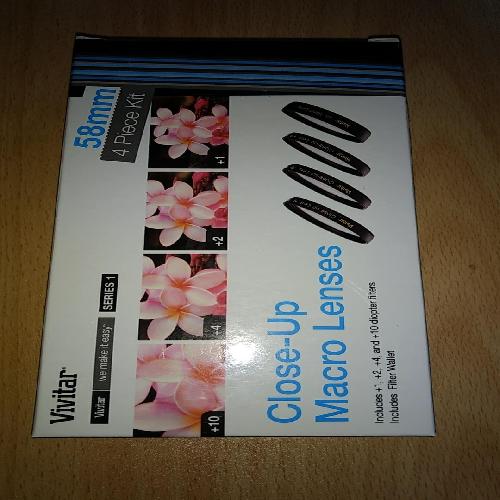 Vivitar
Vivitar we make it easy SERIES 1
58mm
4 Piece Kit
+10
+4
+2
+1
Close-Up
Macro Lenses
Includes +1, +2, +4, and +10 diopter filters
Includes Filter Wallet